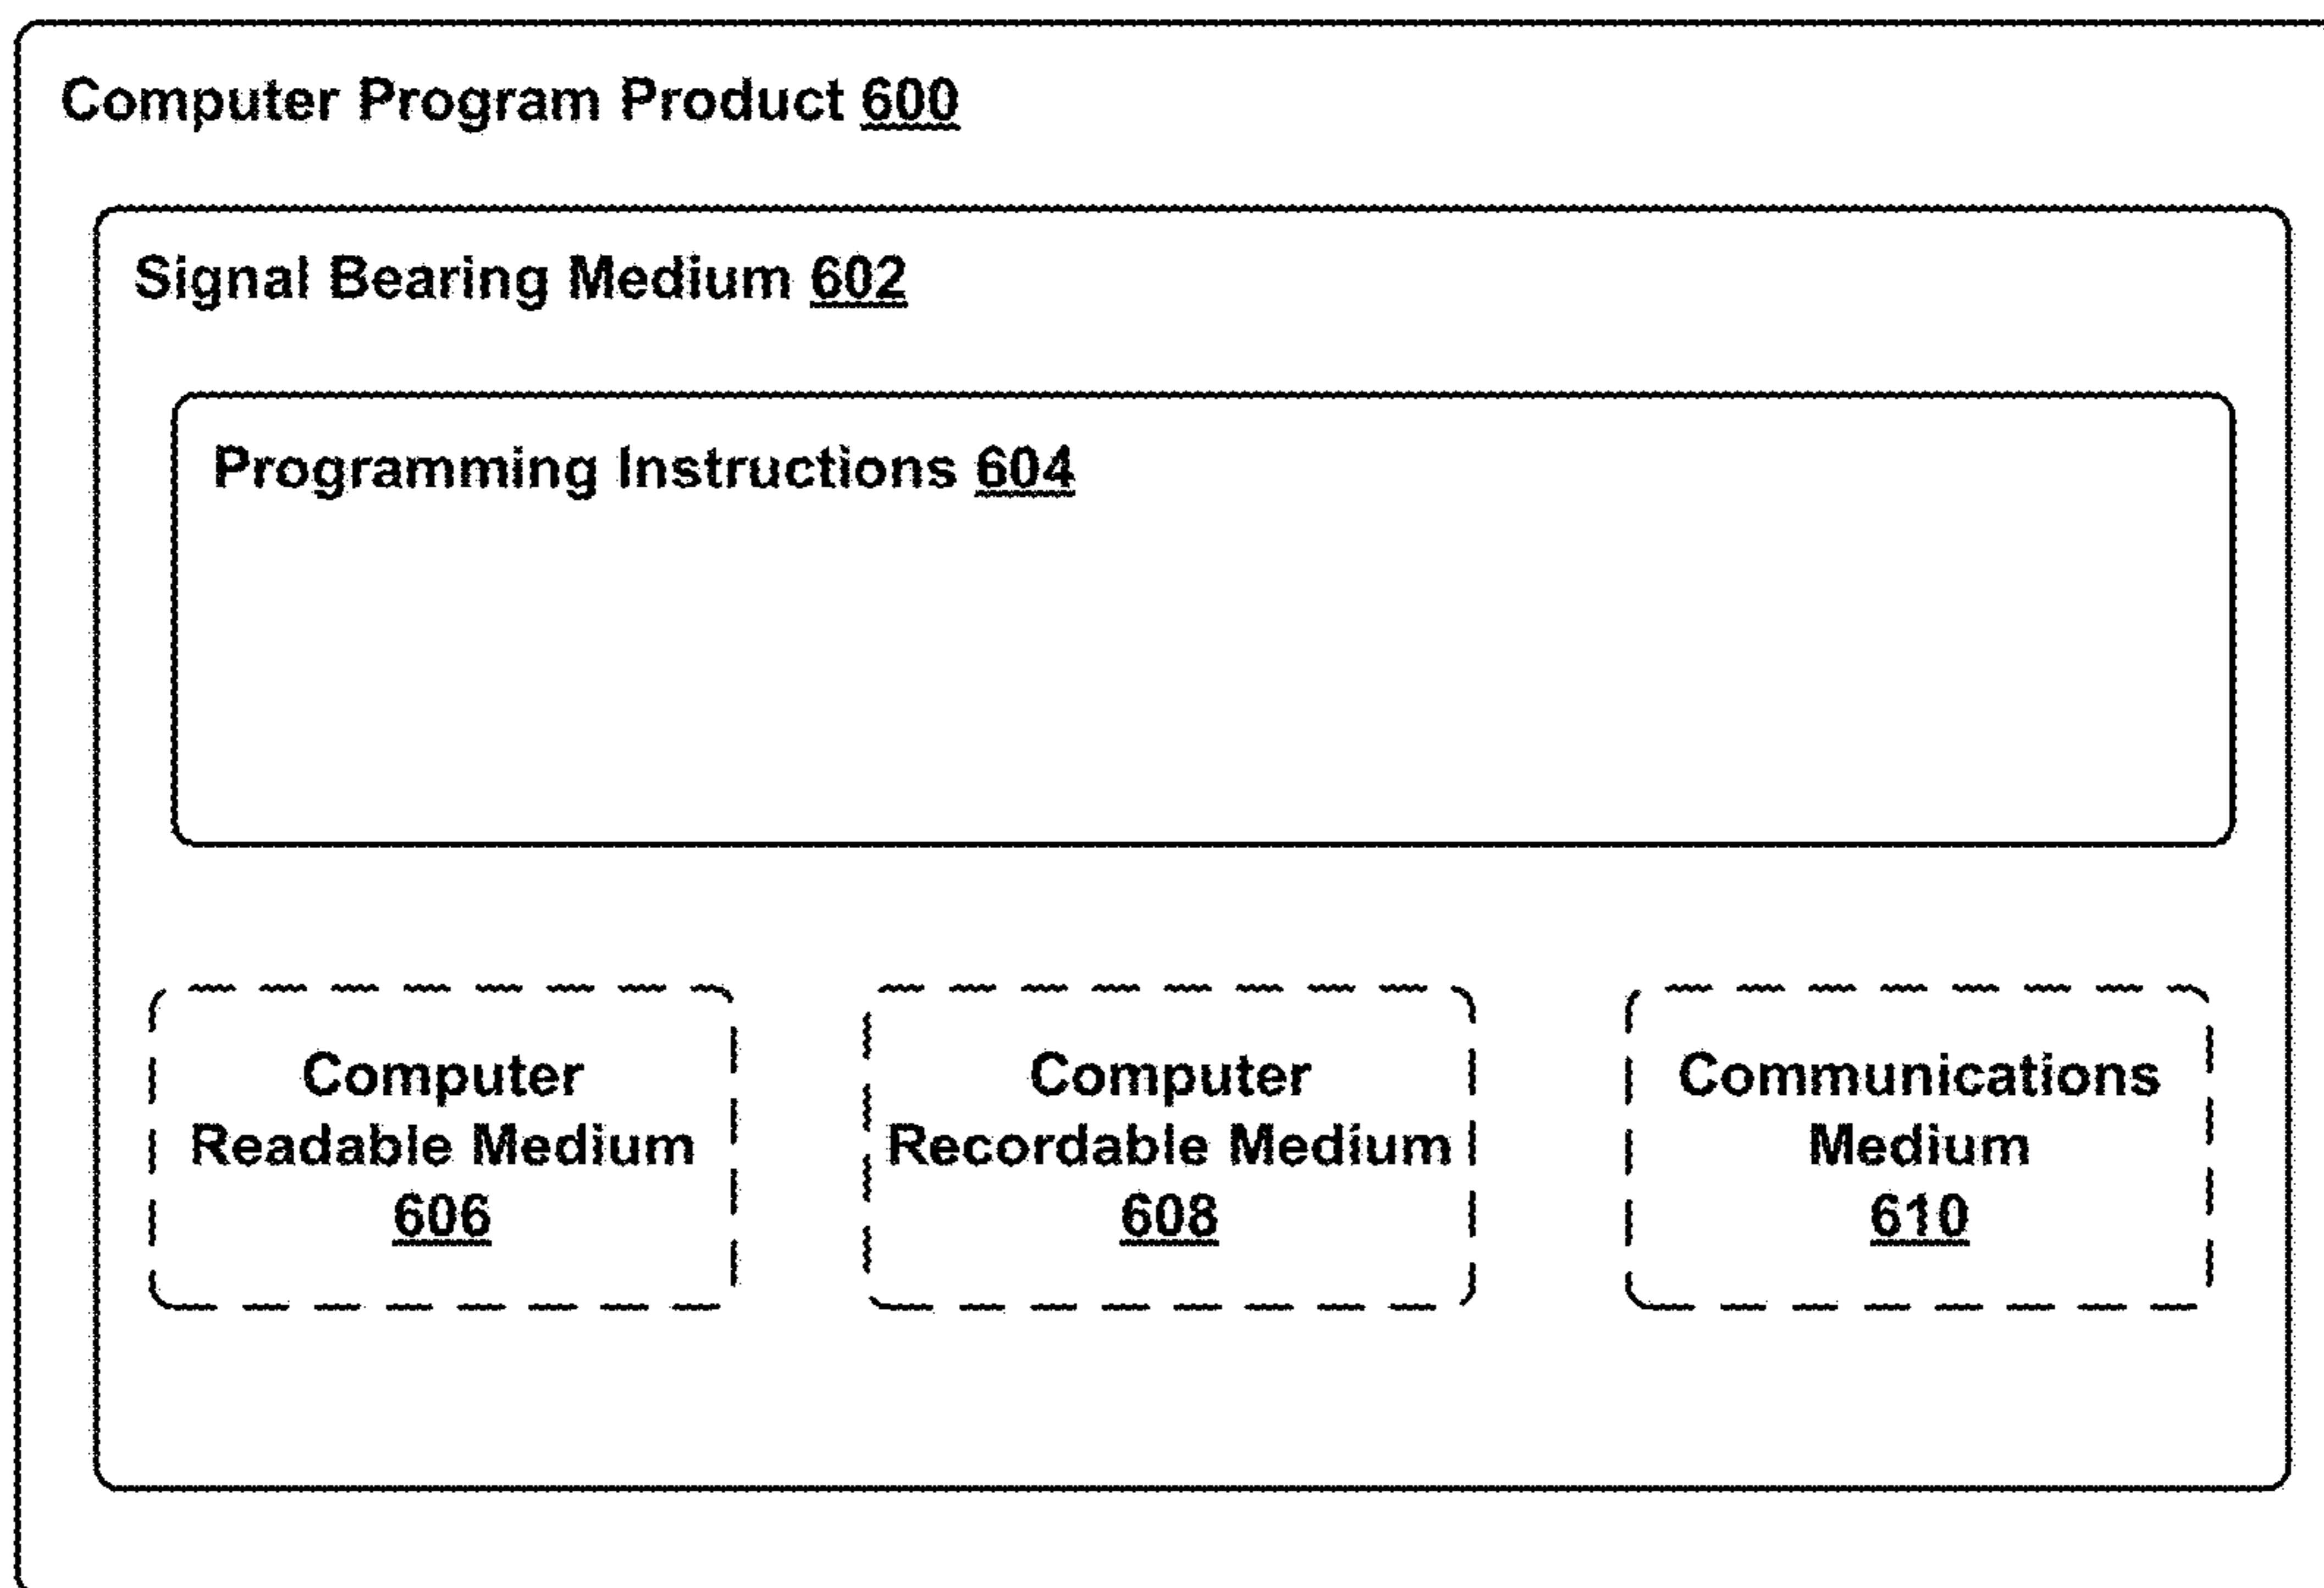 Computer Program Product 600
Signal Bearing Medium 602
Programming Instructions 604
Computer
Readable Medium
606
Computer
Recordable Medium
608
Communications
Medium
610